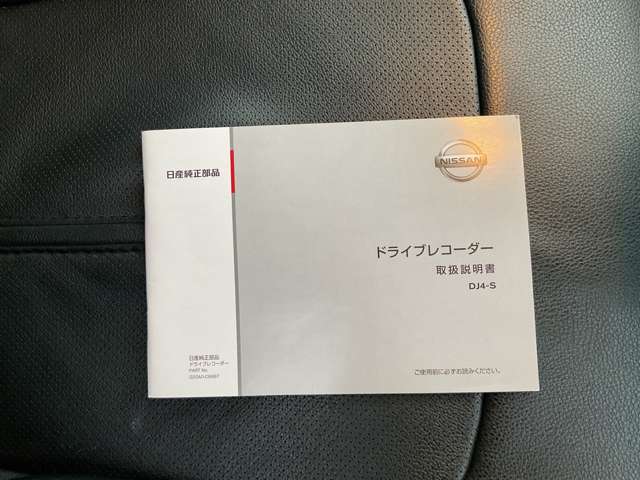 日産純正部品
NISSAN
ドライブレコーダー
取扱説明書
DJ4-S
日産純正部品
ドライブレコーダー
PART No.
ご使用前に必ずお読みください。